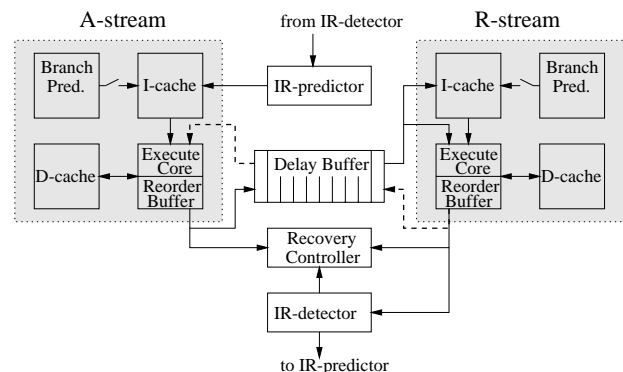 A-stream
from IR-detector
R-stream
Branch
Pred.
I-cache
IR-predictor
I-cache
Branch
Pred.
D-cache
Execute
Core
Reorder
Buffer
Delay Buffer
Execute
Core
Reorder
Buffer
D-cache
Recovery
Controller
IR-detector
to IR-predictor